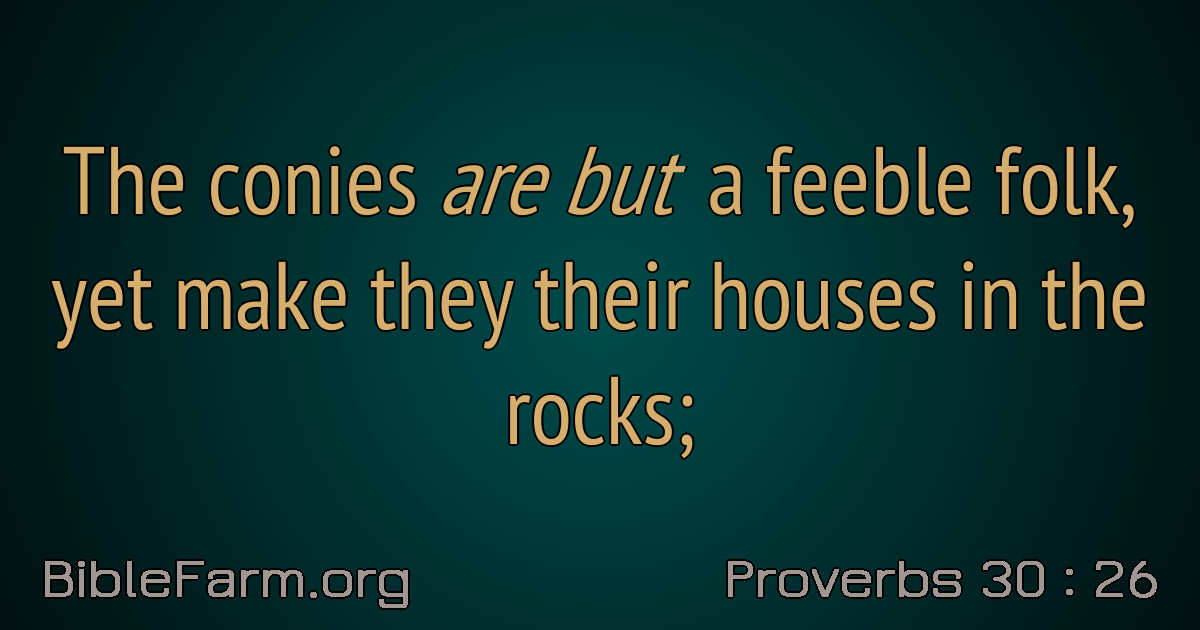 The conies are but a feeble folk,
yet make they their houses in the
rocks;
BibleFarm.org
Proverbs 30 : 26